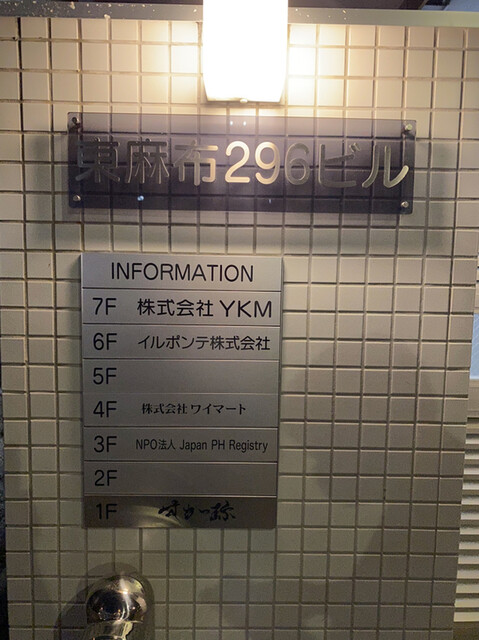 東麻布296ビル
INFORMATION
7F 株式会社 YKM
6F イルポンテ株式会社
5F
4F 株式会社 ワイマート
3F NPO法人 Japan PH Registry
2F
1F